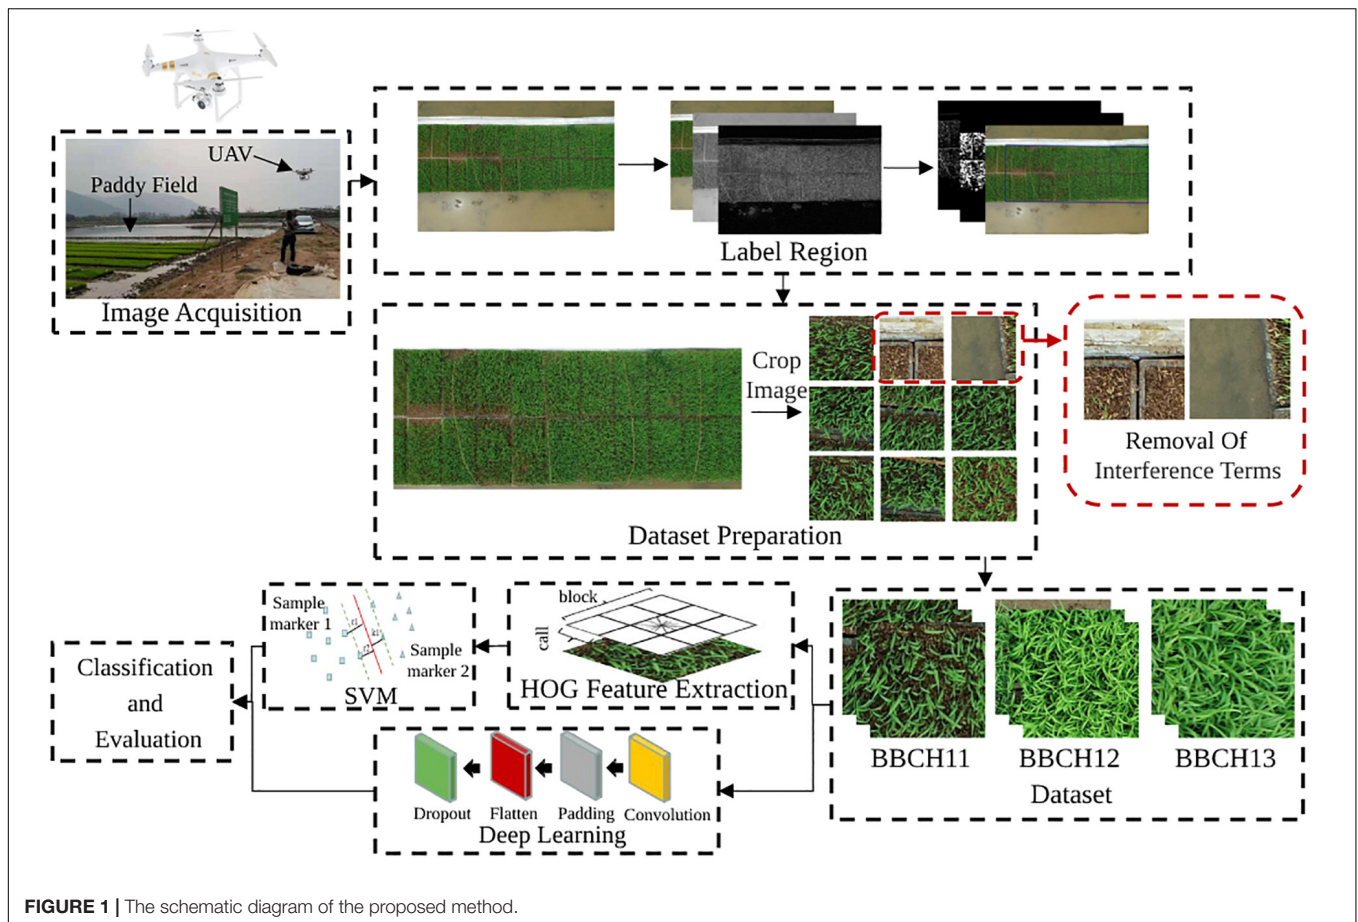 UAV
Paddy Field
Image Acquisition
Label Region
Crop
Image
Dataset Preparation
Removal Of
Interference Terms
BBCH11
BBCH12
BBCH13
Dataset
block
call
HOG Feature Extraction
Sample
marker 1
Sample
marker 2
SVM
Convolution
Padding
Flatten
Dropout
Deep Learning
Classification
and
Evaluation
FIGURE 1 | The schematic diagram of the proposed method.